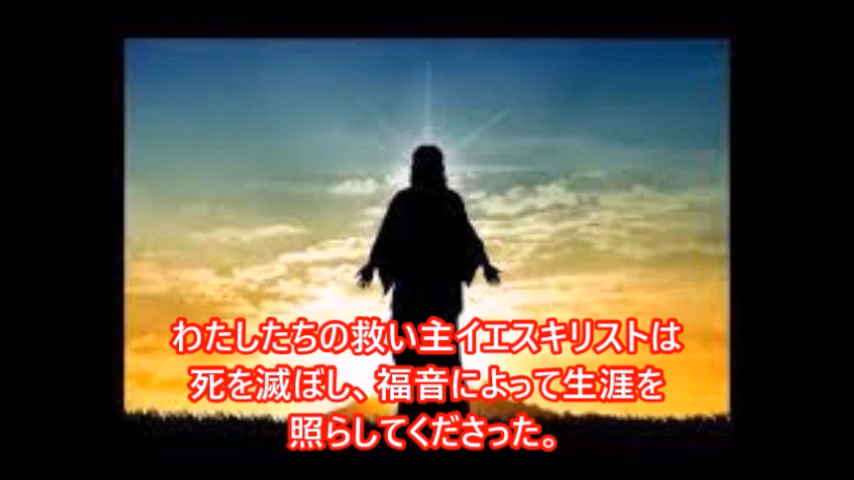 わたしたちの救い主イエスキリストは
死を滅ぼし、福音によって生涯を
照らしてくださった。